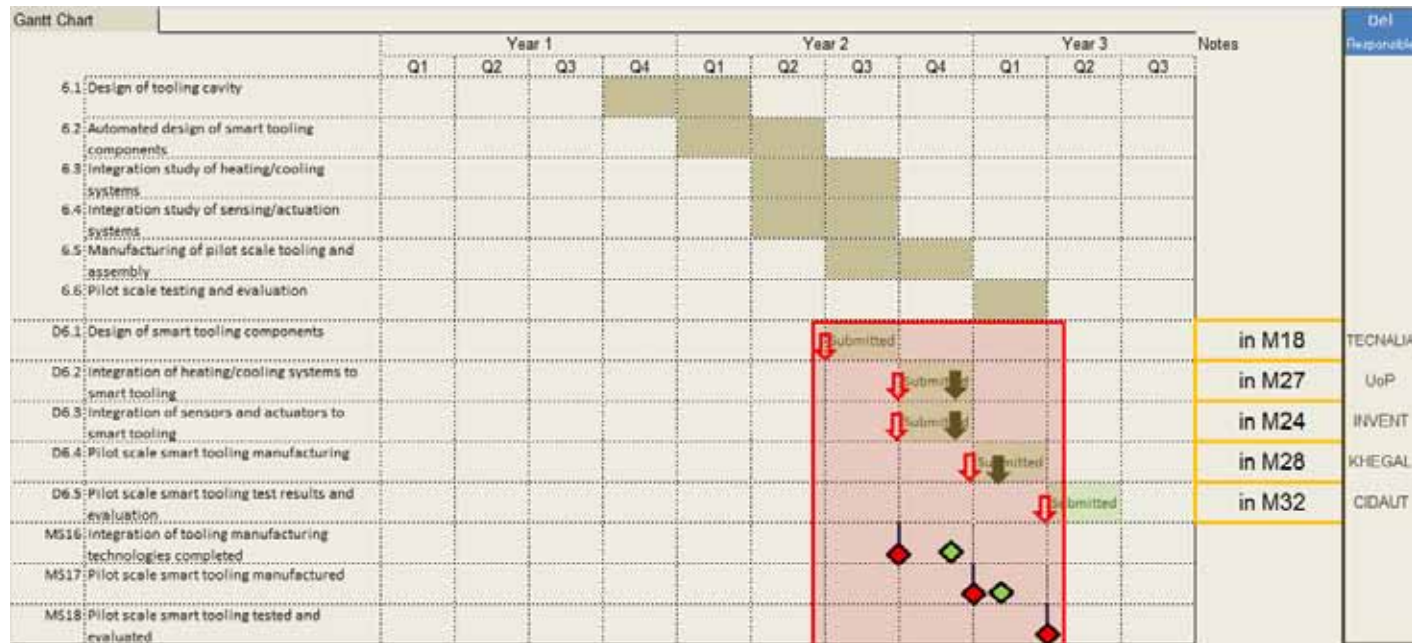 Gantt Chart
Del
Responsible
Year 1 Year 2 Year 3 Notes
Q1 Q2 Q3 Q4 Q1 Q2 Q3 Q4 Q1 Q2 Q3
6.1 Design of tooling cavity
6.2 Automated design of smart tooling
components
6.3 Integration study of heating/cooling
systems
6.4 Integration study of sensing/actuation
systems
6.5 Manufacturing of pilot scale tooling and
assembly
6.6 Pilot scale testing and evaluation
D6.1 Design of smart tooling components Submitted in M18 TECNALIA
D6.2 Integration of heating/cooling systems to
smart tooling Submitted in M27 UoP
D6.3 Integration of sensors and actuators to
smart tooling Submitted in M24 INVENT
D6.4 Pilot scale smart tooling manufacturing Submitted in M28 KHEGAL
D6.5 Pilot scale smart tooling test results and
evaluation Submitted in M32 CIDAUT
MS16 Integration of tooling manufacturing
technologies completed
MS17 Pilot scale smart tooling manufactured
MS18 Pilot scale smart tooling tested and
evaluated